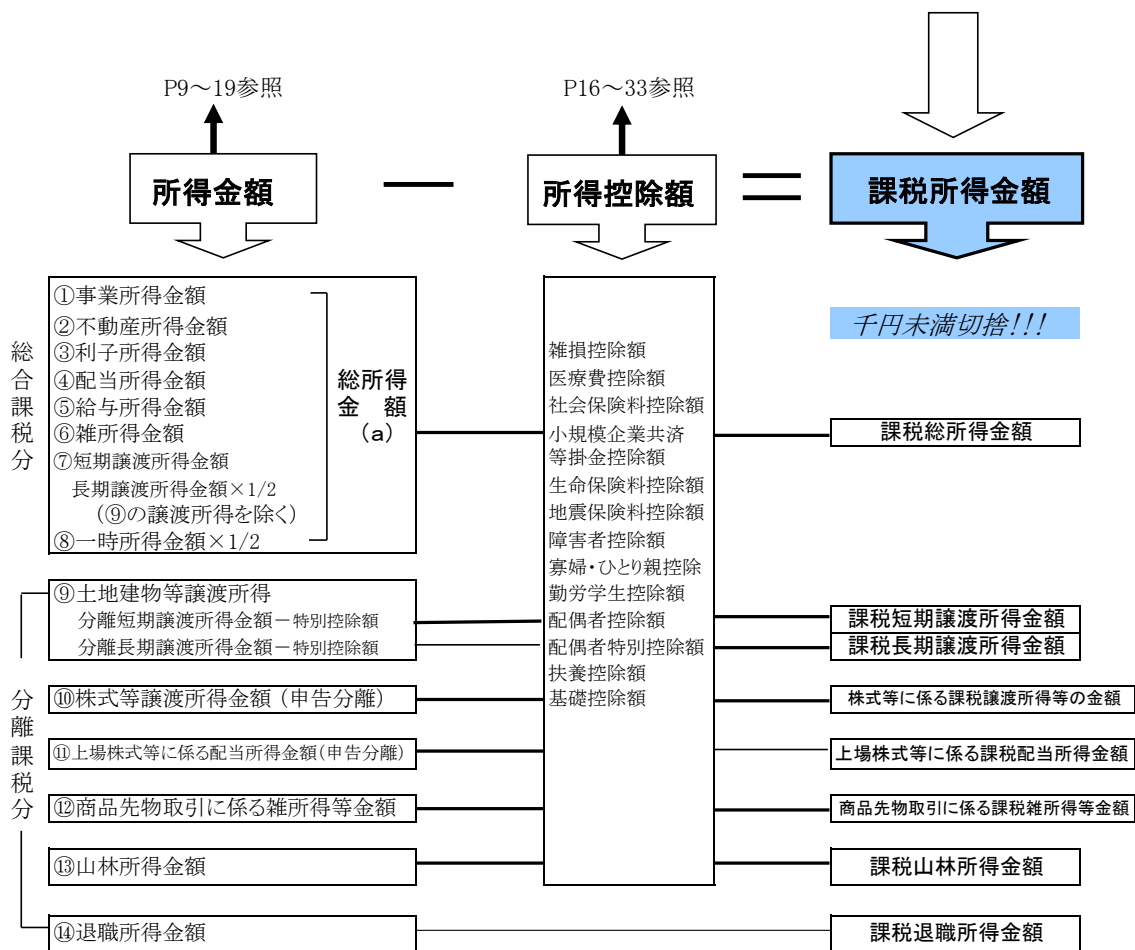 P9～19参照
P16～33参照
所得金額
所得控除額
課税所得金額
千円未満切捨!!!
総合課税分
①事業所得金額
②不動産所得金額
③利子所得金額
④配当所得金額
⑤給与所得金額
⑥雑所得金額
⑦短期譲渡所得金額
長期譲渡所得金額×1/2
（⑨の譲渡所得を除く）
⑧一時所得金額×1/2
総所得
金　額
（a）
雑損控除額
医療費控除額
社会保険料控除額
小規模企業共済
等掛金控除額
生命保険料控除額
地震保険料控除額
障害者控除額
寡婦・ひとり親控除
勤労学生控除額
配偶者控除額
配偶者特別控除額
扶養控除額
基礎控除額
課税総所得金額
分離課税分
⑨土地建物等譲渡所得
分離短期譲渡所得金額－特別控除額
分離長期譲渡所得金額－特別控除額
課税短期譲渡所得金額
課税長期譲渡所得金額
⑩株式等譲渡所得金額（申告分離）
株式等に係る課税譲渡所得等の金額
⑪上場株式等に係る配当所得金額（申告分離）
上場株式等に係る課税配当所得金額
⑫商品先物取引に係る雑所得等金額
商品先物取引に係る課税雑所得等金額
⑬山林所得金額
課税山林所得金額
⑭退職所得金額
課税退職所得金額